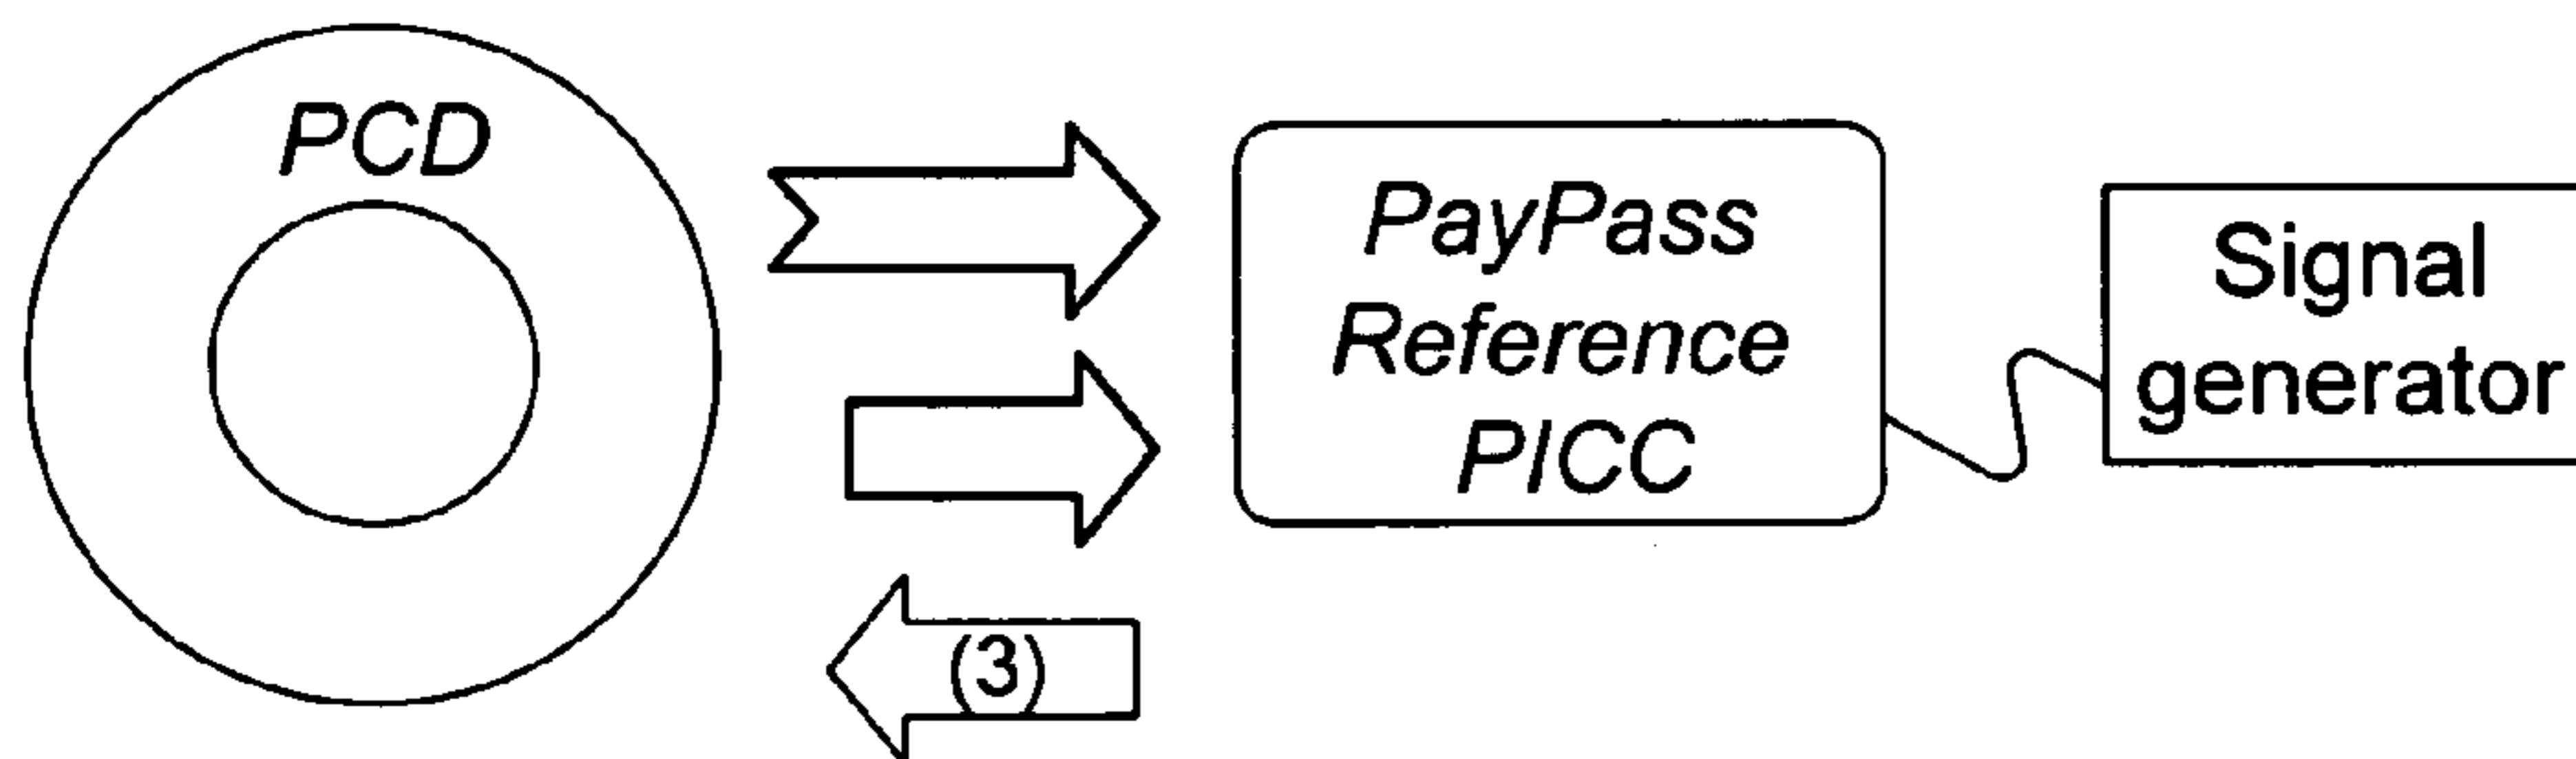 PCD
PayPass
Reference
PICC
Signal
generator
(3)